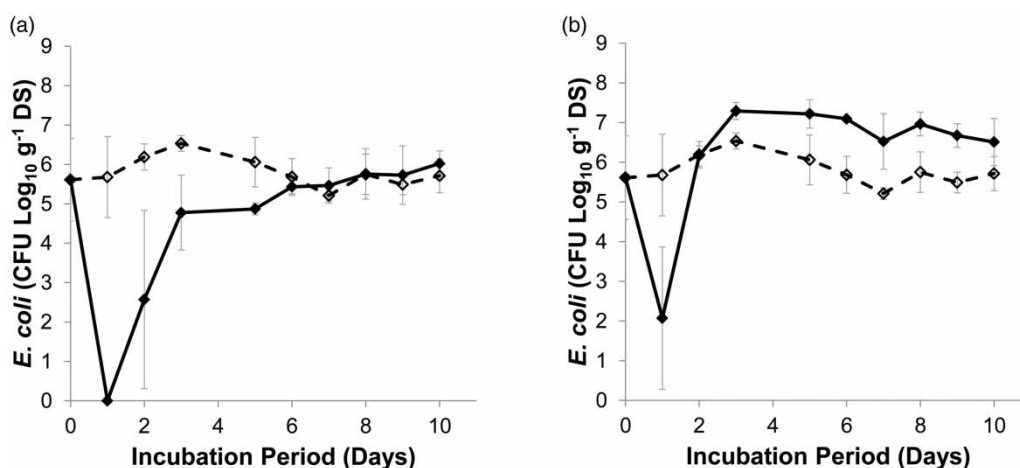 (a)
9
8
7
6
5
4
3
2
1
0
E. coli (CFU Log₁₀ g⁻¹ DS)
0 2 4 6 8 10
Incubation Period (Days)
(b)
9
8
7
6
5
4
3
2
1
0
E. coli (CFU Log₁₀ g⁻¹ DS)
0 2 4 6 8 10
Incubation Period (Days)